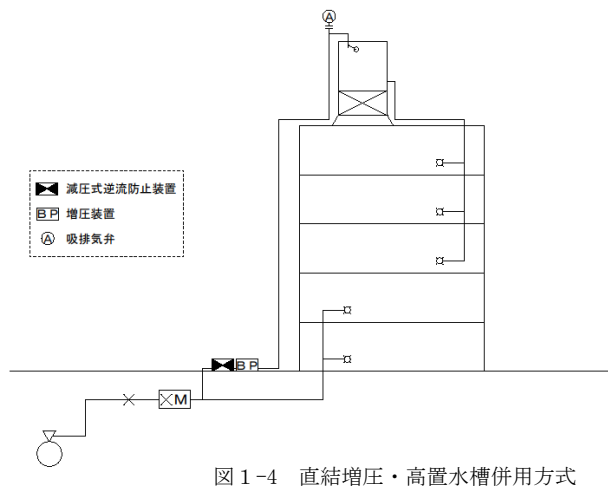 A
減圧式逆流防止装置
BP 増圧装置
A 吸排気弁
BP
M
図1-4 直結増圧・高置水槽併用方式